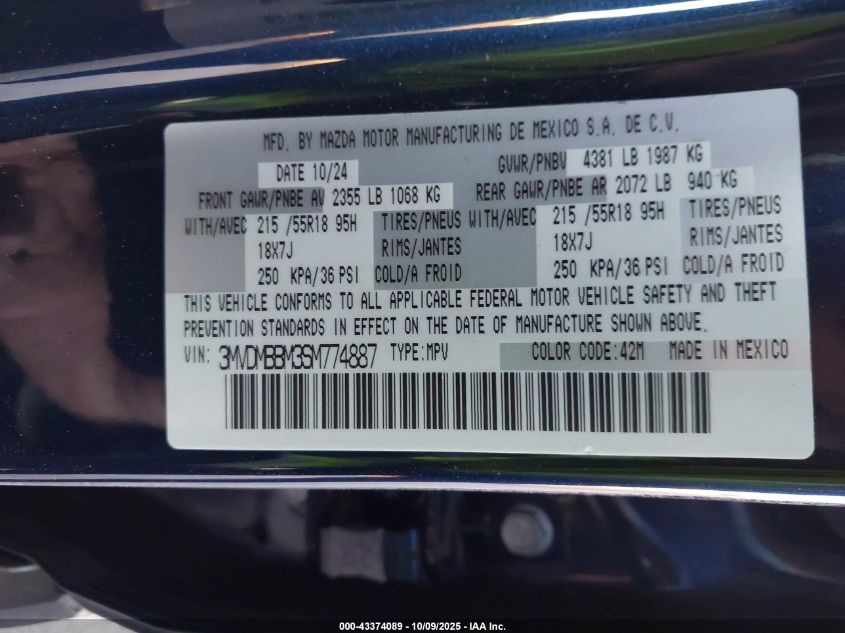 MFD. BY MAZDA MOTOR MANUFACTURING DE MEXICO S.A. DE C.V.
DATE 10/24 GVWR/PNBV 4381 LB 1987 KG
FRONT GAWR/PNBE AV 2355 LB 1068 KG REAR GAWR/PNBE AR 2072 LB 940 KG
WITH/AVEC 215 /55R18 95H TIRES/PNEUS WITH/AVEC 215 /55R18 95H TIRES/PNEUS
18X7J RIMS/JANTES 18X7J RIMS/JANTES
250 KPA/36 PSI COLD/A FROID 250 KPA/36 PSI COLD/A FROID
THIS VEHICLE CONFORMS TO ALL APPLICABLE FEDERAL MOTOR VEHICLE SAFETY AND THEFT
PREVENTION STANDARDS IN EFFECT ON THE DATE OF MANUFACTURE SHOWN ABOVE.
VIN: 3MVDMBBM3SM774887 TYPE:MPV COLOR CODE:42M MADE IN MEXICO
000-43374089 - 10/09/2025 - IAA Inc.